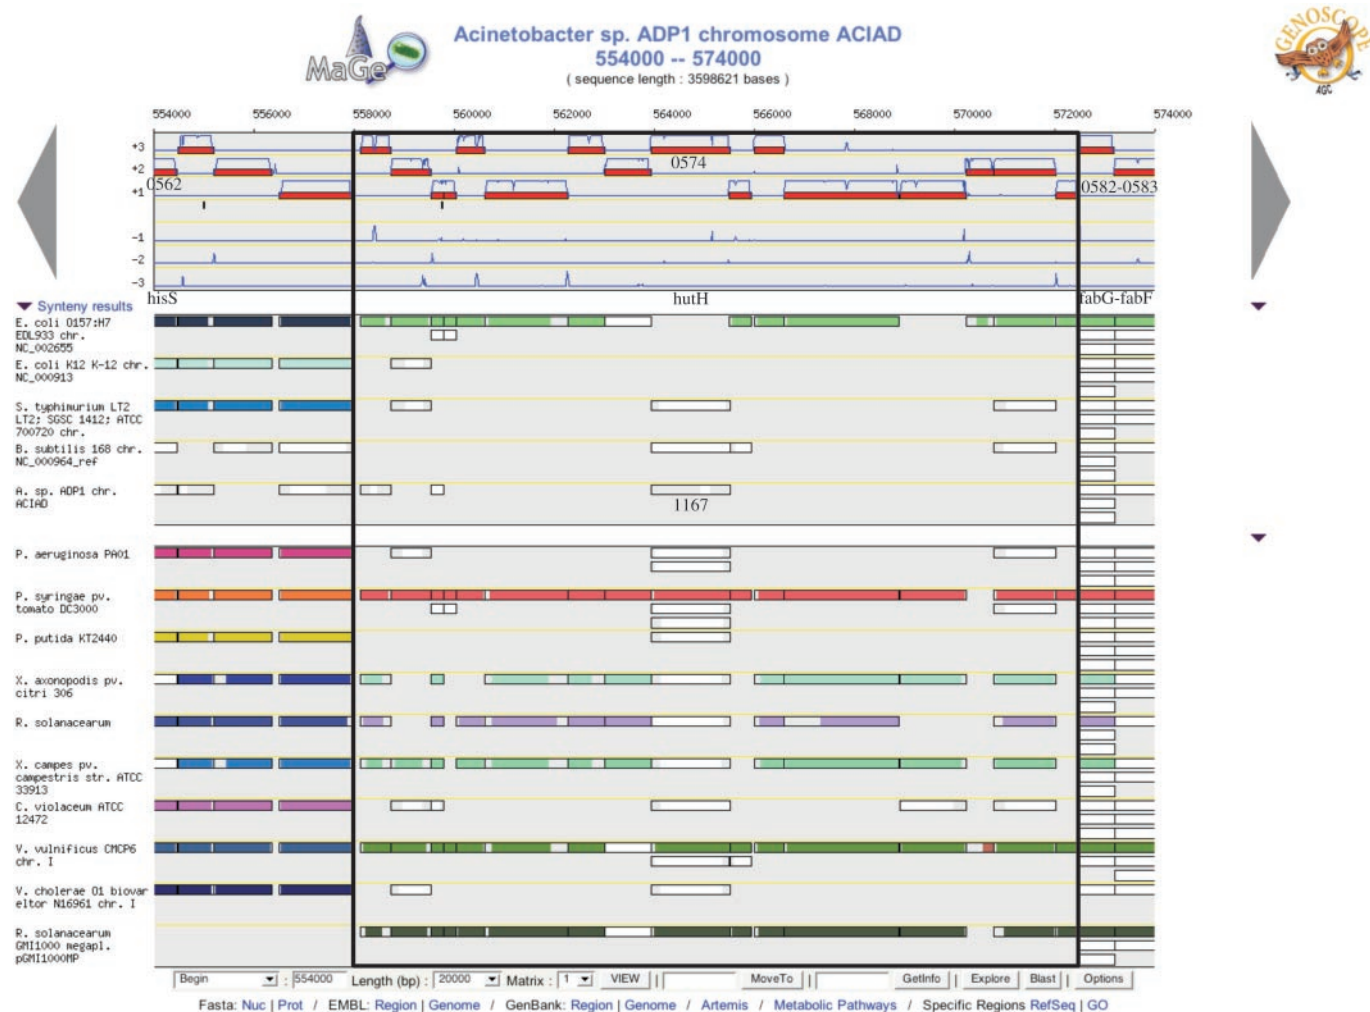 MaGe
Acinetobacter sp. ADP1 chromosome ACIAD
554000 -- 574000
( sequence length : 3598621 bases )
GENOSCOPE
AGC
554000 556000 558000 560000 562000 564000 566000 568000 570000 572000 574000
+3
+2 0574
0562 +1 0582-0583
-1
-2
-3
hisS hutH fabG-fabF
Synteny results
E. coli O157:H7
EDL933 chr.
NC_002655
E. coli K12 K-12 chr.
NC_000913
S. typhimurium LT2
LT2; SGSC 1412; ATCC
700720 chr.
B. subtilis 168 chr.
NC_000964_ref
A. sp. ADP1 chr.
ACIAD
1167
P. aeruginosa PAO1
P. syringae pv.
tomato DC3000
P. putida KT2440
X. axonopodis pv.
citri 306
R. solanacearum
X. campes pv.
campestris str. ATCC
33913
C. violaceum ATCC
12472
V. vulnificus CMCP6
chr. I
V. cholerae O1 biovar
eltor N16961 chr. I
R. solanacearum
GMI1000 megapl.
pGMI1000MP
Begin : 554000 Length (bp) : 20000 Matrix : 1 VIEW | MoveTo | GetInfo | Explore Blast | Options
Fasta: Nuc | Prot / EMBL: Region | Genome / GenBank: Region | Genome / Artemis / Metabolic Pathways / Specific Regions RefSeq | GO